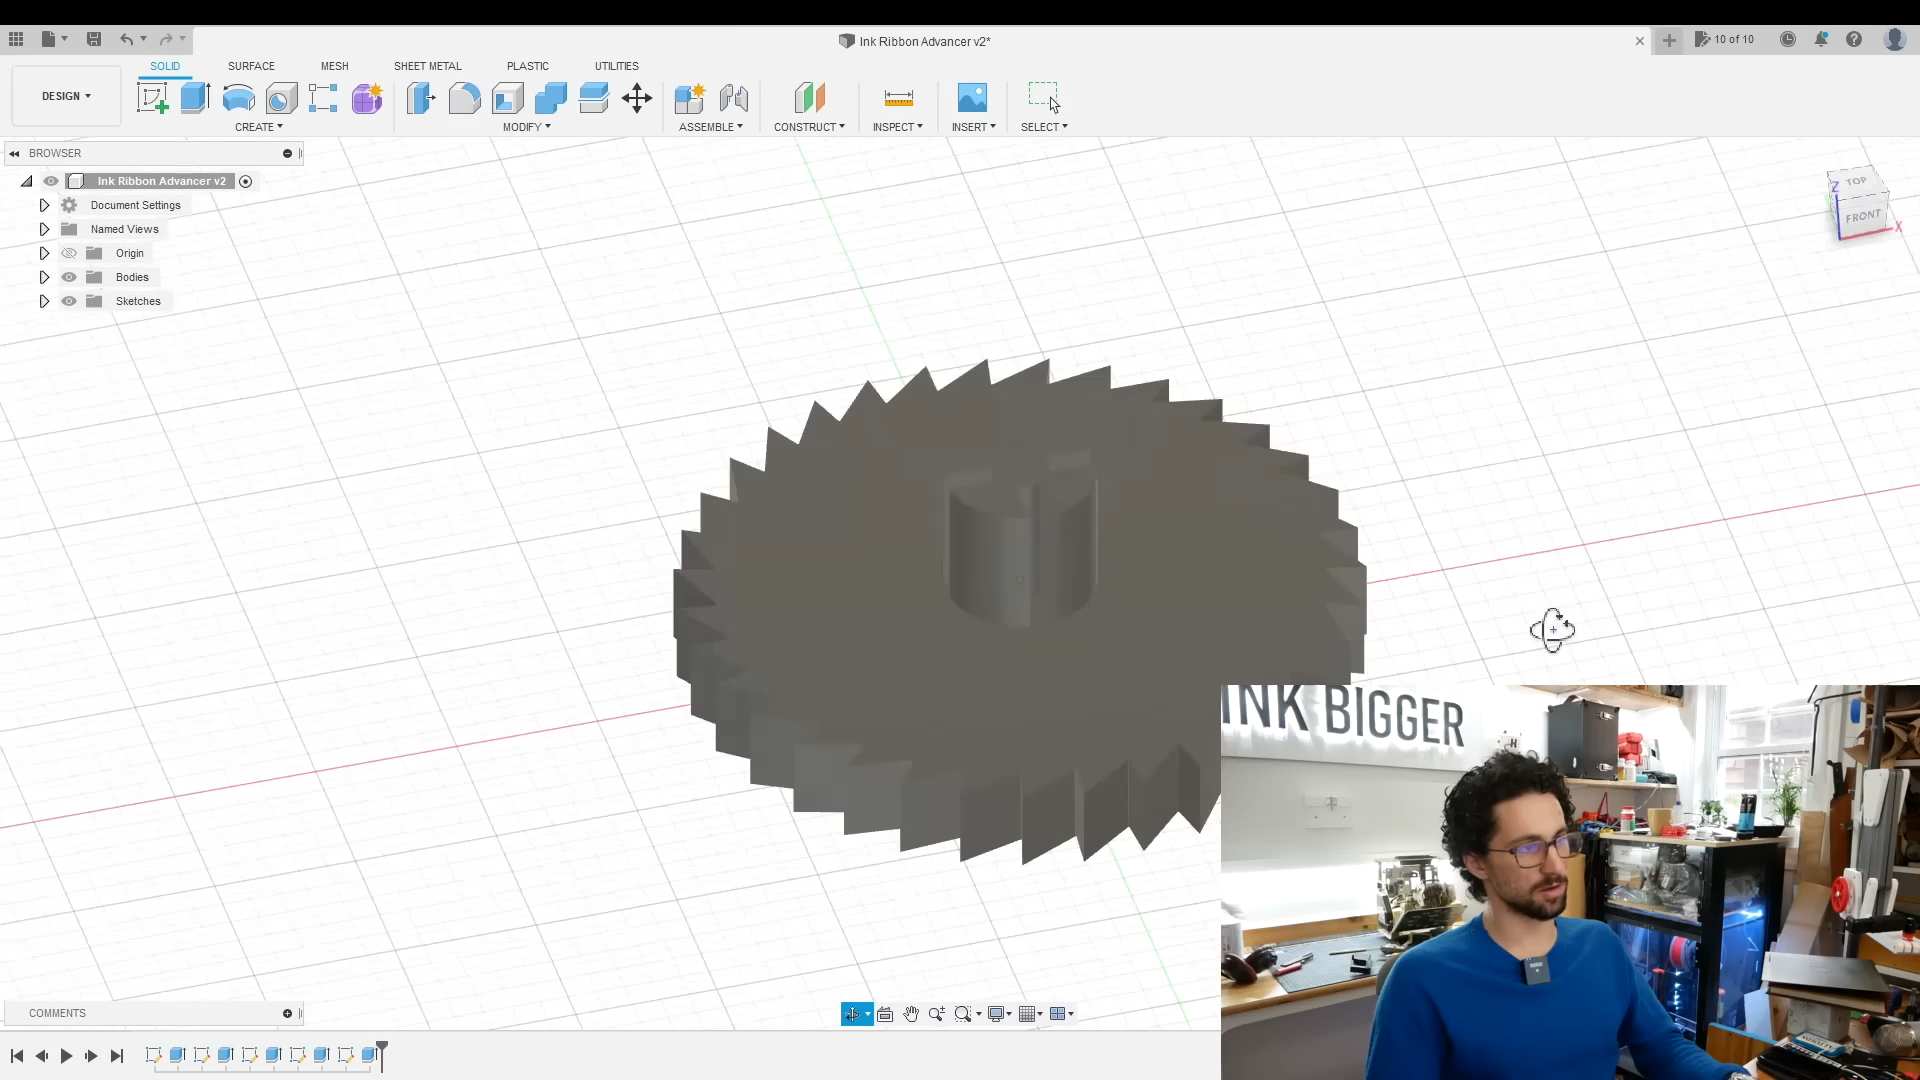 Ink Ribbon Advancer v2*
10 of 10
SOLID
SURFACE
MESH
SHEET METAL
PLASTIC
UTILITIES
DESIGN
CREATE
MODIFY
ASSEMBLE
CONSTRUCT
INSPECT
INSERT
SELECT
BROWSER
Ink Ribbon Advancer v2
Document Settings
Named Views
Origin
Bodies
Sketches
TOP
FRONT
Z
X
INK BIGGER
H
COMMENTS